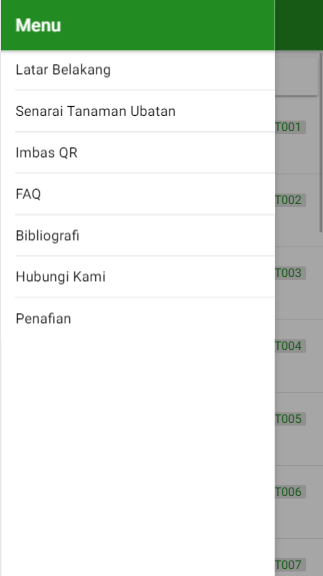 Menu
Latar Belakang
Senarai Tanaman Ubatan
Imbas QR
FAQ
Bibliografi
Hubungi Kami
Penafian
T001
T002
T003
T004
T005
T006
T007